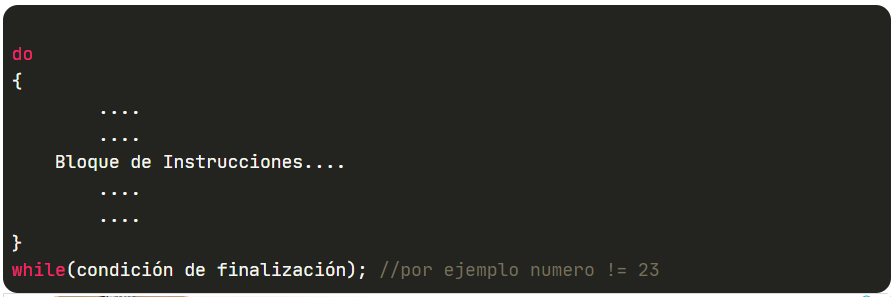 do
{
....
....
Bloque de Instrucciones....
....
....
}
while(condición de finalización); //por ejemplo numero != 23